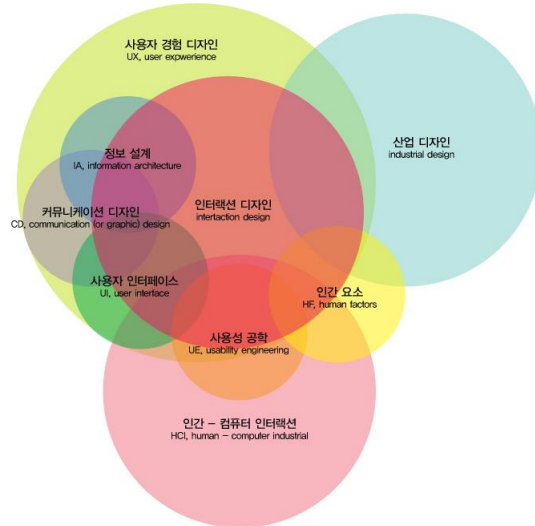 사용자 경험 디자인
UX, user expwerience
산업 디자인
industrial design
정보 설계
IA, information architecture
커뮤니케이션 디자인
CD, communication (or graphic) design
인터랙션 디자인
intertaction design
사용자 인터페이스
UI, user interface
인간 요소
HF, human factors
사용성 공학
UE, usability engineering
인간 – 컴퓨터 인터랙션
HCI, human – computer industrial